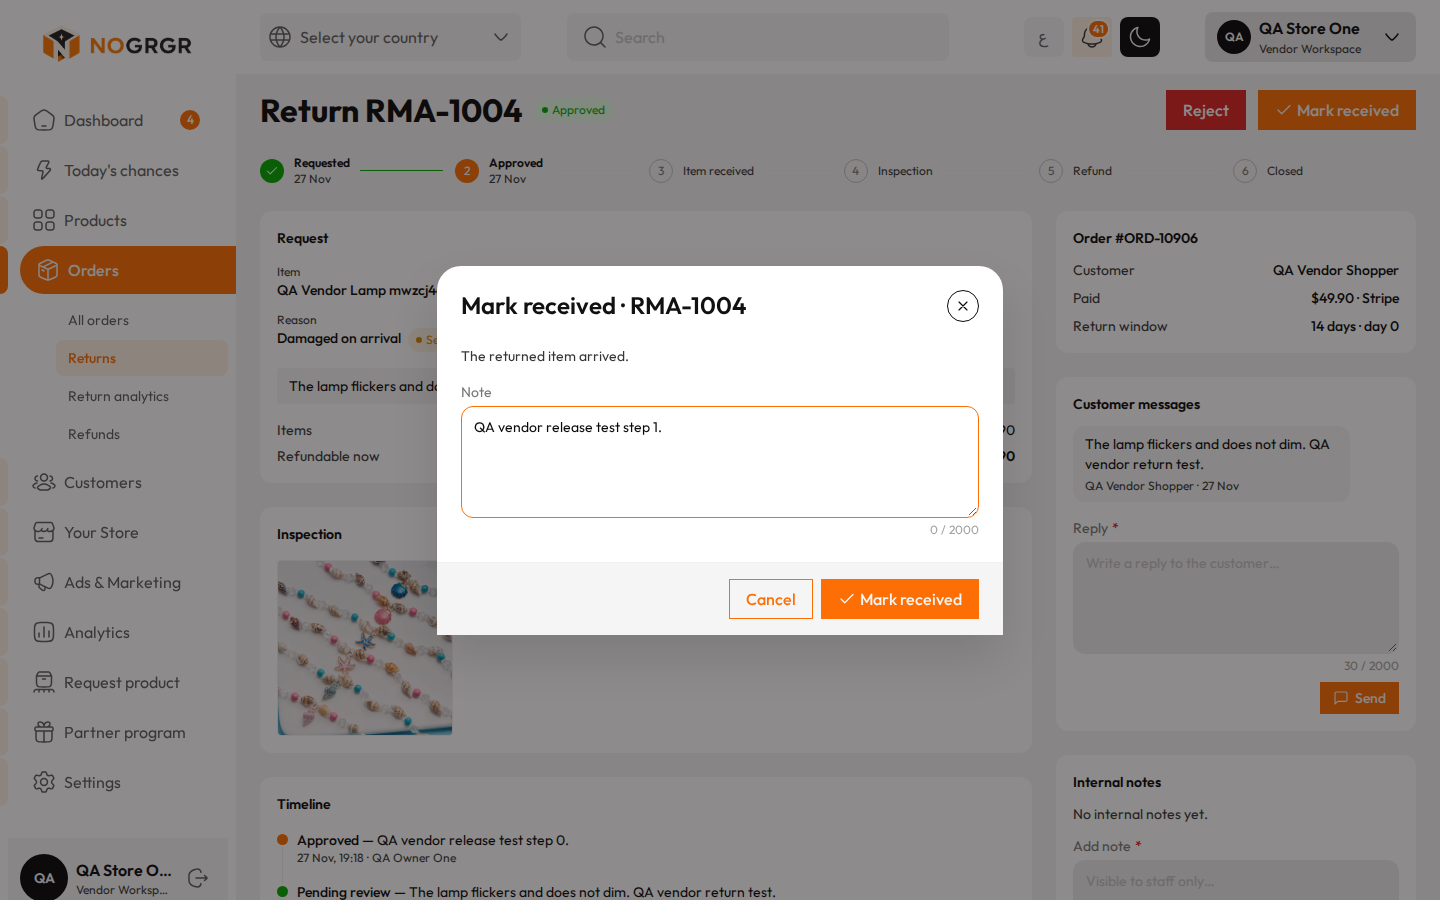 NOGRGR
Select your country
Search
ع
41
QA
QA Store One
Vendor Workspace
Dashboard
4
Today's chances
Products
Orders
All orders
Returns
Return analytics
Refunds
Customers
Your Store
Ads & Marketing
Analytics
Request product
Partner program
Settings
QA
QA Store O...
Vendor Worksp...
Return RMA-1004
Approved
Reject
Mark received
Requested
27 Nov
2
Approved
27 Nov
3
Item received
4
Inspection
5
Refund
6
Closed
Request
Item
QA Vendor Lamp
Reason
Damaged on arrival
The lamp flickers and
Items
Refundable now
Inspection
Timeline
Approved — QA vendor release test step 0.
27 Nov, 19:18 · QA Owner One
Pending review — The lamp flickers and does not dim. QA vendor return test.
Mark received · RMA-1004
The returned item arrived.
Note
QA vendor release test step 1.
0 / 2000
Cancel
Mark received
Order #ORD-10906
Customer
QA Vendor Shopper
Paid
$49.90 · Stripe
Return window
14 days · day 0
Customer messages
The lamp flickers and does not dim. QA
vendor return test.
QA Vendor Shopper · 27 Nov
Reply *
Write a reply to the customer...
30 / 2000
Send
Internal notes
No internal notes yet.
Add note *
Visible to staff only...